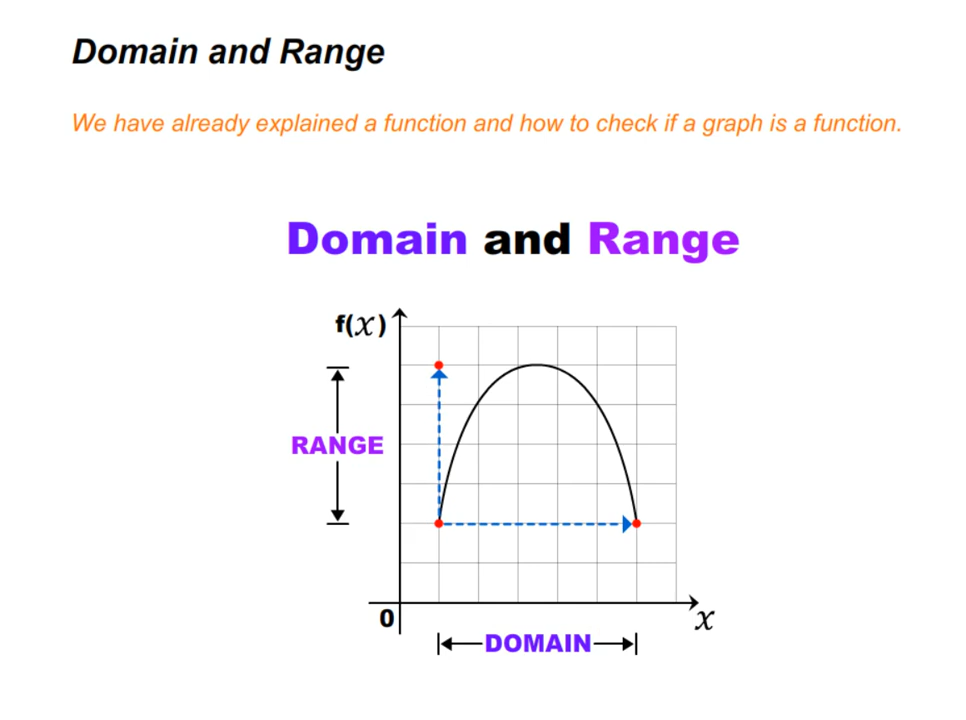 Domain and Range
We have already explained a function and how to check if a graph is a function.
Domain and Range
f(x)
RANGE
0
x
DOMAIN